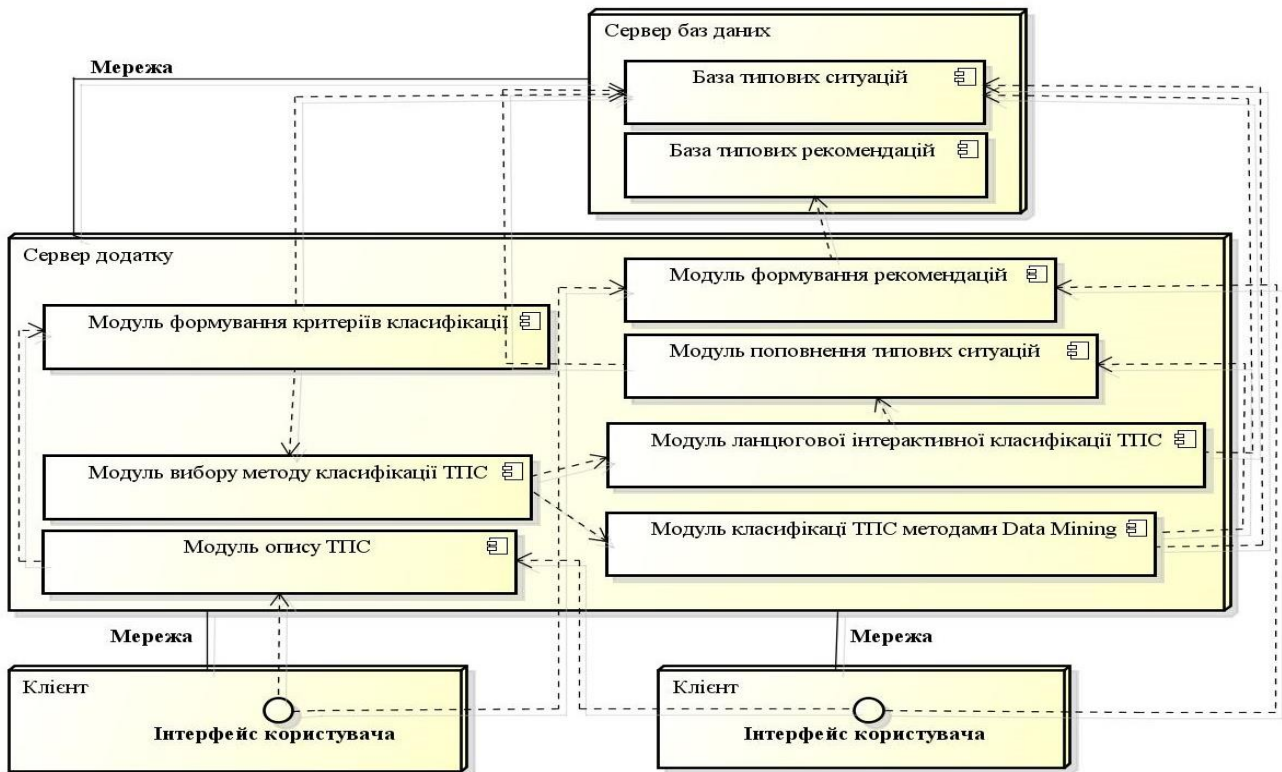 Сервер баз даних
Мережа
База типових ситуацій
База типових рекомендацій
Сервер додатку
Модуль формування рекомендацій
Модуль формування критеріїв класифікації
Модуль поповнення типових ситуацій
Модуль ланцюгової інтерактивної класифікації ТПС
Модуль вибору методу класифікації ТПС
Модуль класифікаці ТПС методами Data Mining
Модуль опису ТПС
Мережа
Мережа
Клієнт
Інтерфейс користувача
Клієнт
Інтерфейс користувача